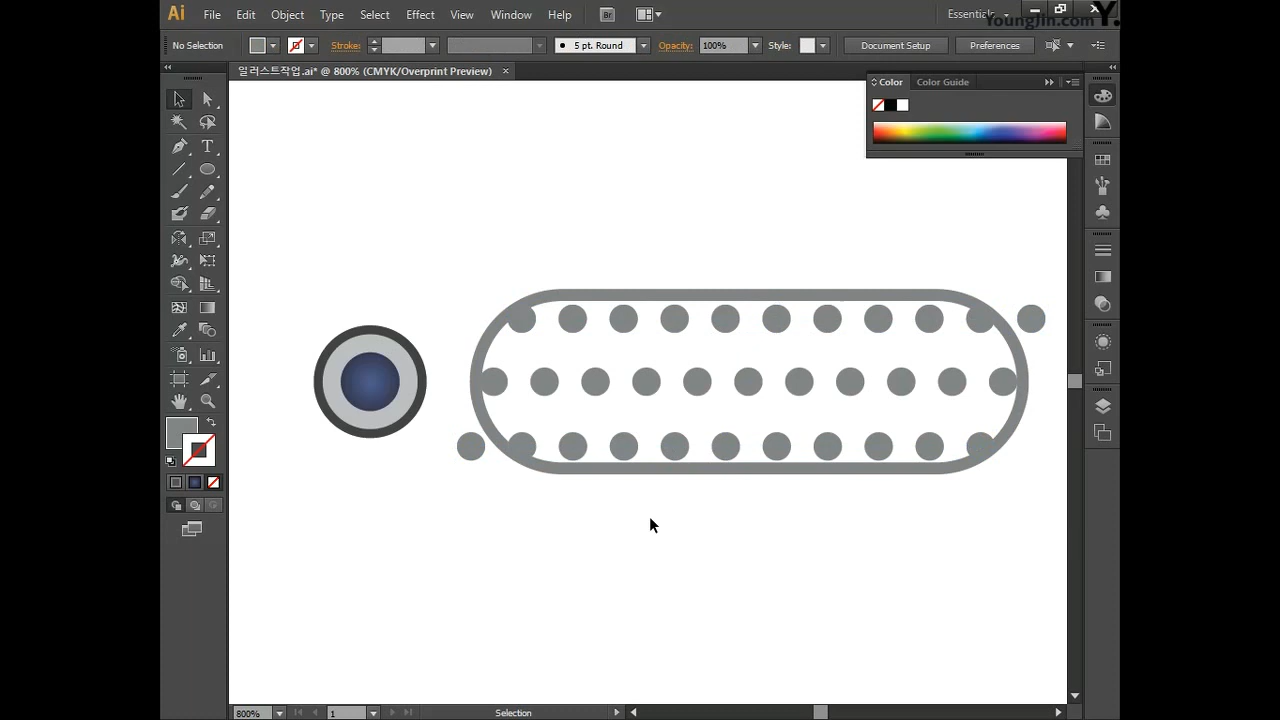 Ai File Edit Object Type Select Effect View Window Help Br Essentials
YoungJin.com Y.
No Selection Stroke: 5 pt. Round Opacity: 100% Style: Document Setup Preferences
일러스트작업.ai* @ 800% (CMYK/Overprint Preview) ×
Color Color Guide
T
800% 1 Selection